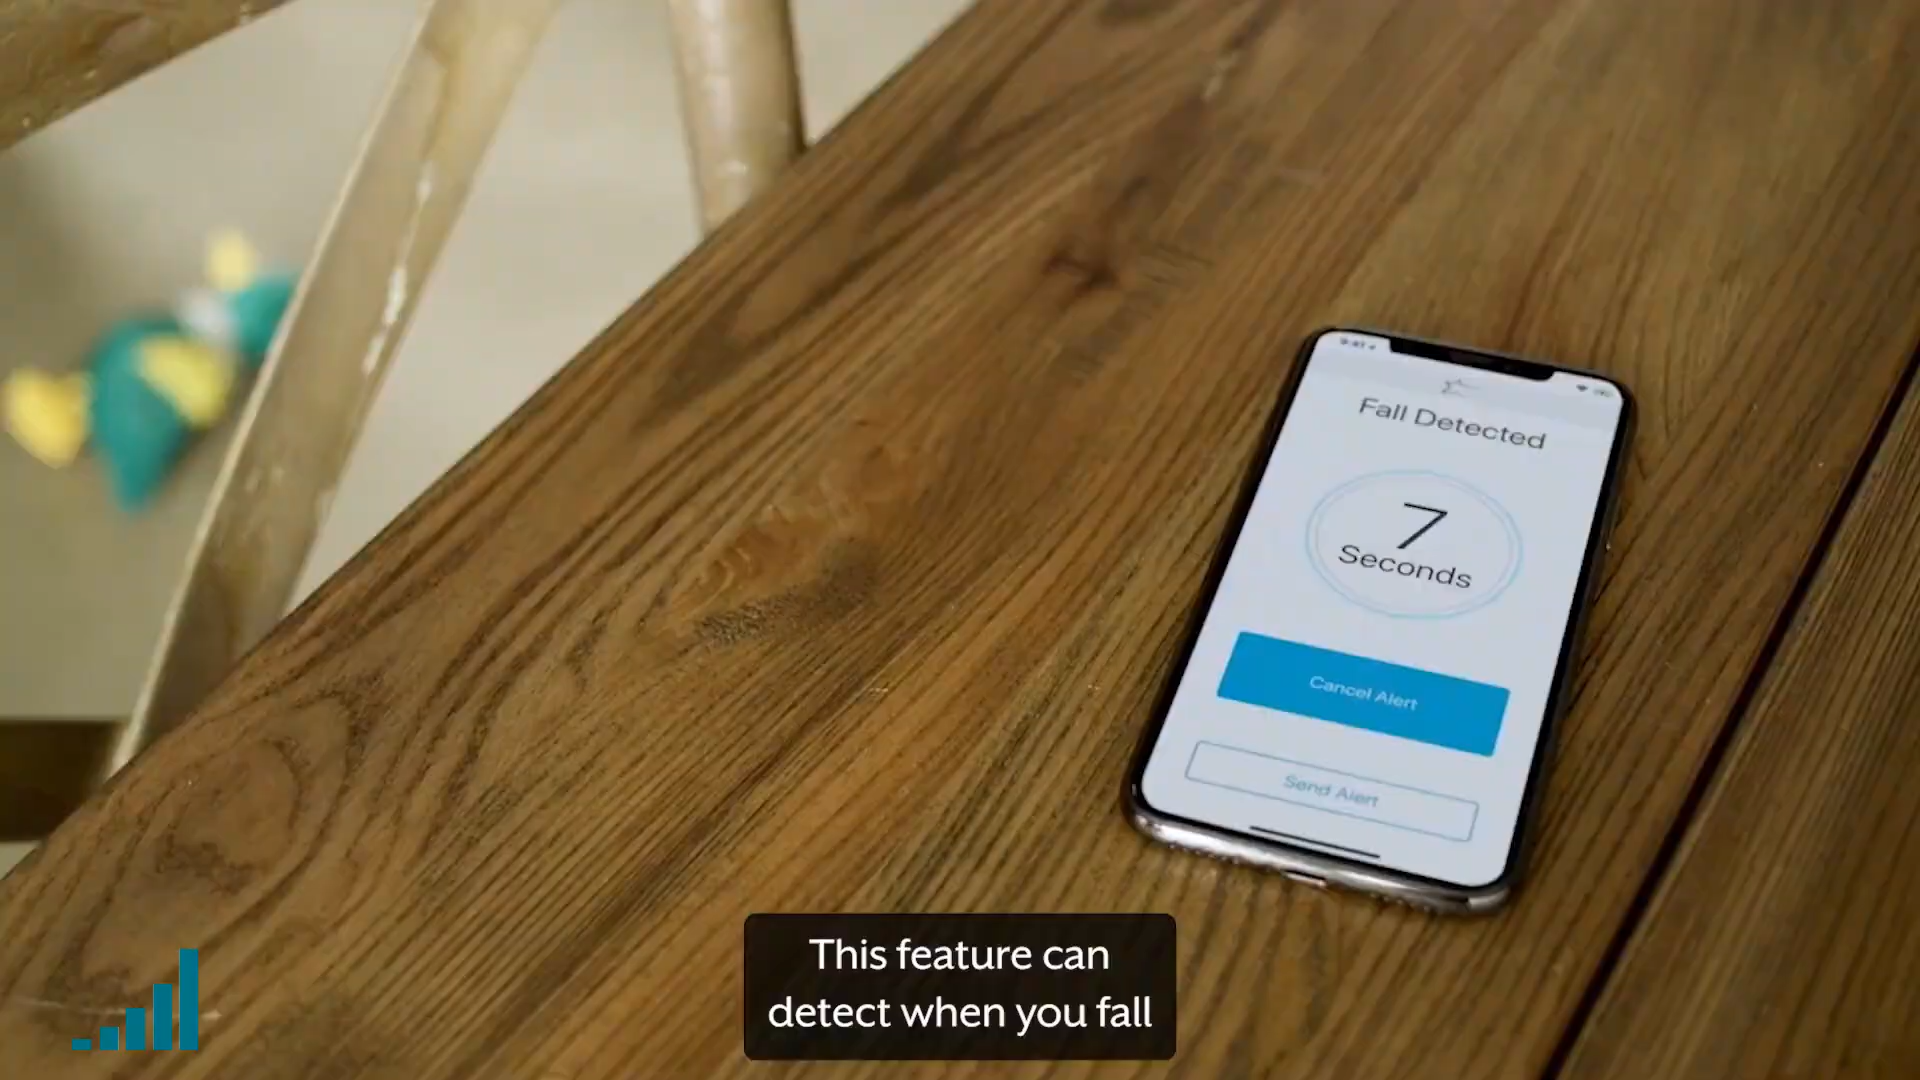 Fall Detected
7
Seconds
Cancel Alert
Send Alert
This feature can
detect when you fall